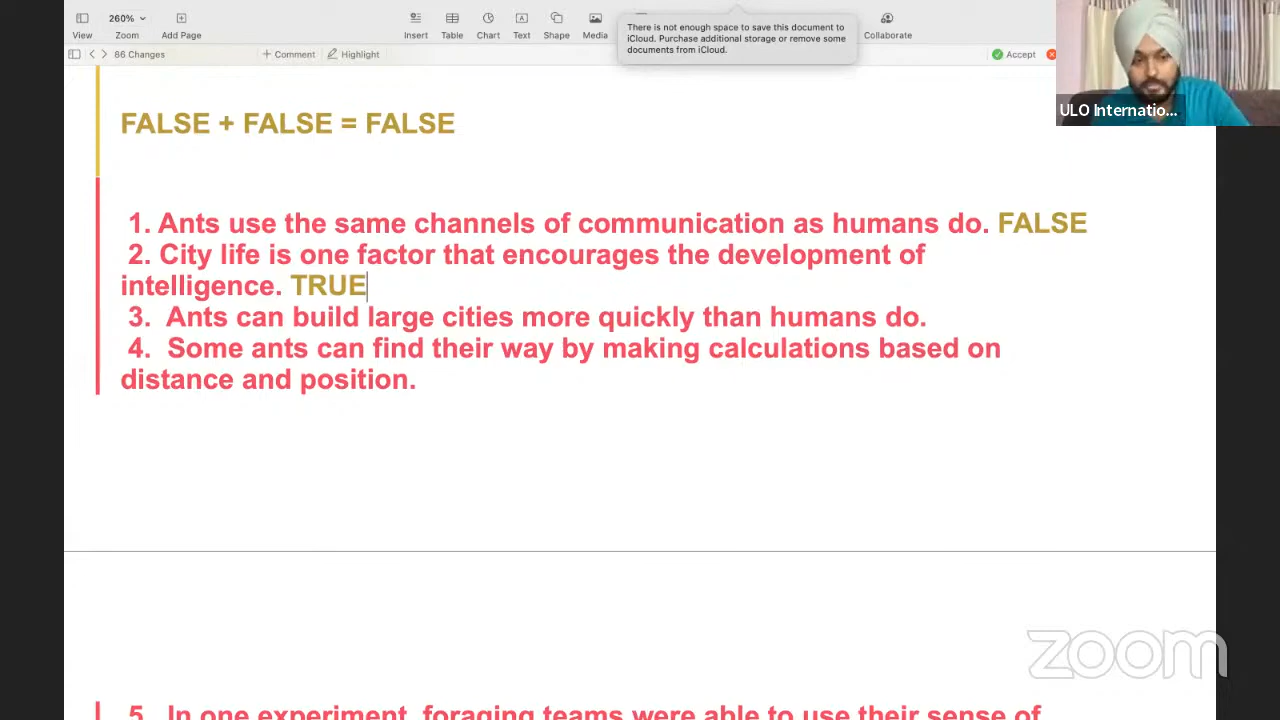 260%
View
Zoom
Add Page
Insert
Table
Chart
Text
Shape
Media
Collaborate
There is not enough space to save this document to
iCloud. Purchase additional storage or remove some
documents from iCloud.
86 Changes
+ Comment
Highlight
Accept
ULO Internatio...
FALSE + FALSE = FALSE
1. Ants use the same channels of communication as humans do. FALSE
2. City life is one factor that encourages the development of
intelligence. TRUE
3. Ants can build large cities more quickly than humans do.
4. Some ants can find their way by making calculations based on
distance and position.
zoom
5. In one experiment, foraging teams were able to use their sense of